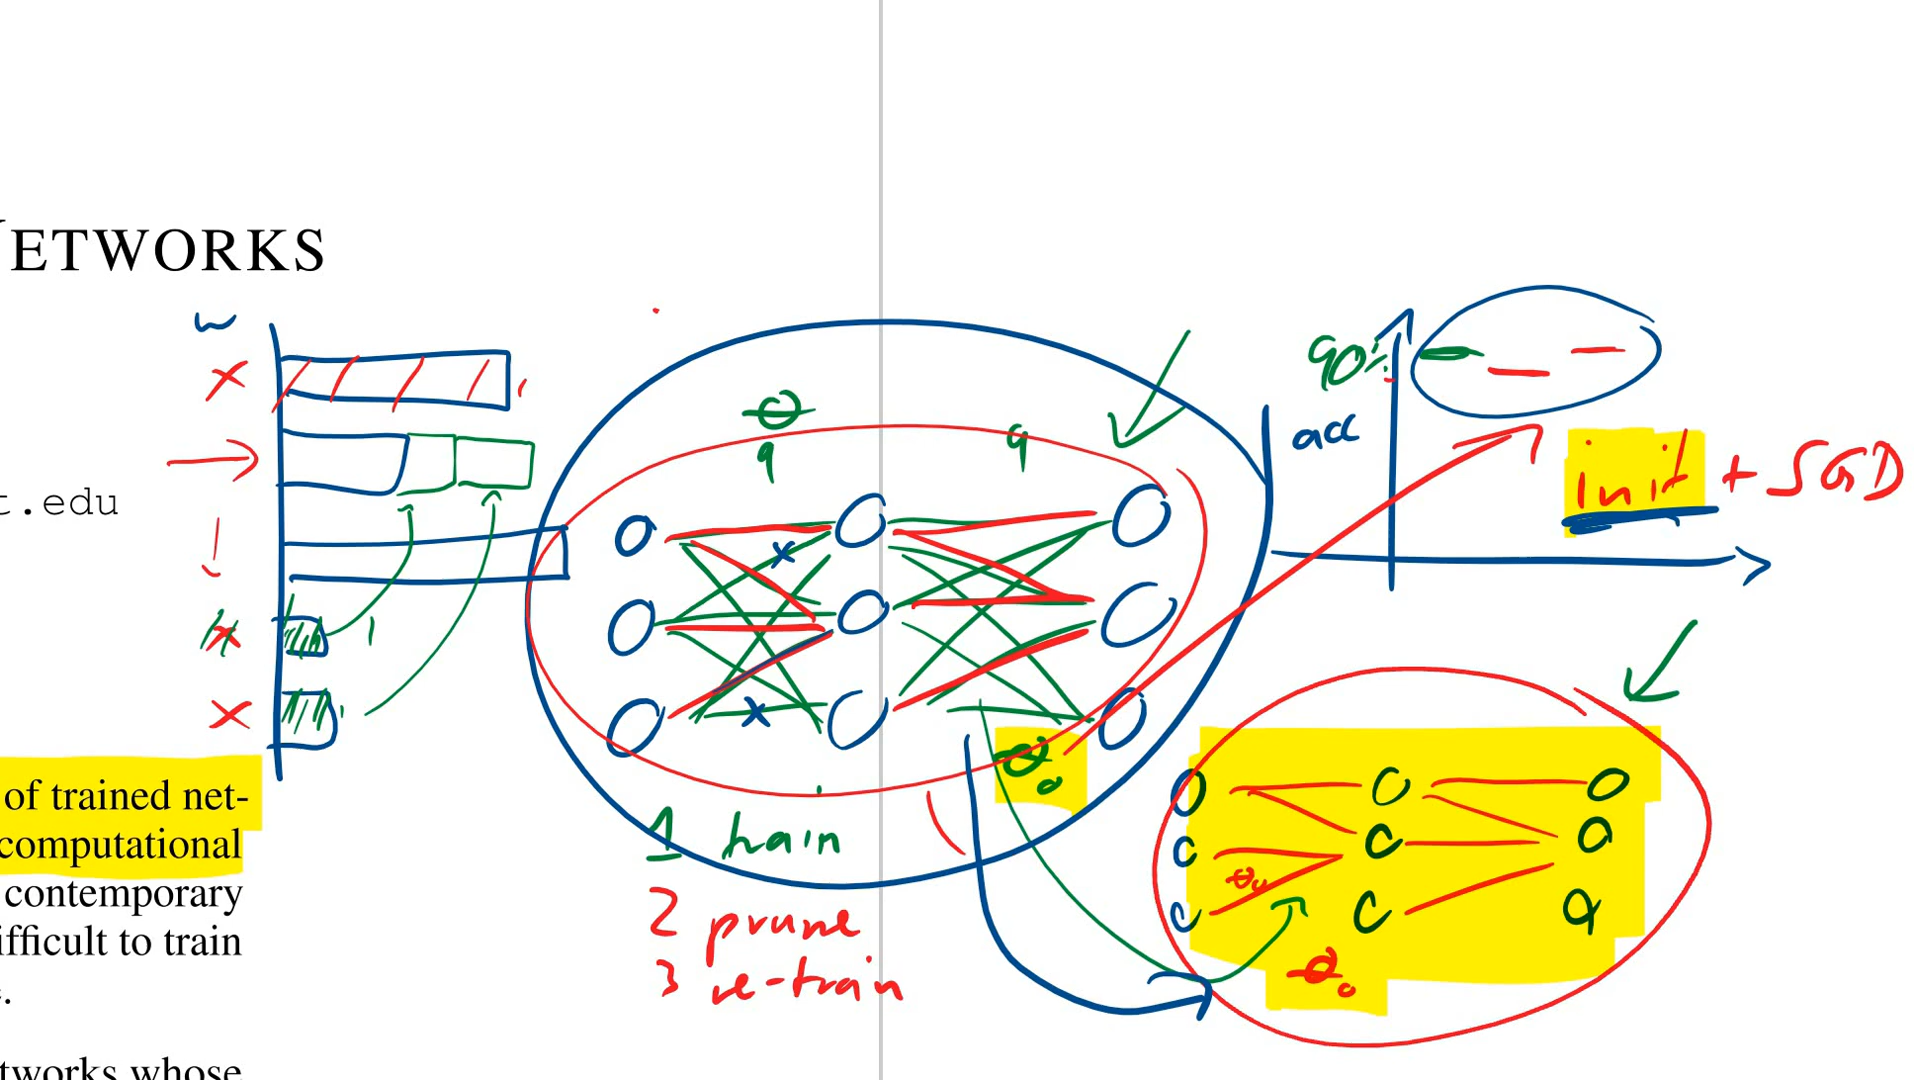 ETWORKS
w
t.edu
90%
acc
init + SGD
θ
θ₀
1 train
2 prune
3 re-train
θ₀
θ₀
of trained net-
computational
contemporary
ifficult to train
tworks whose